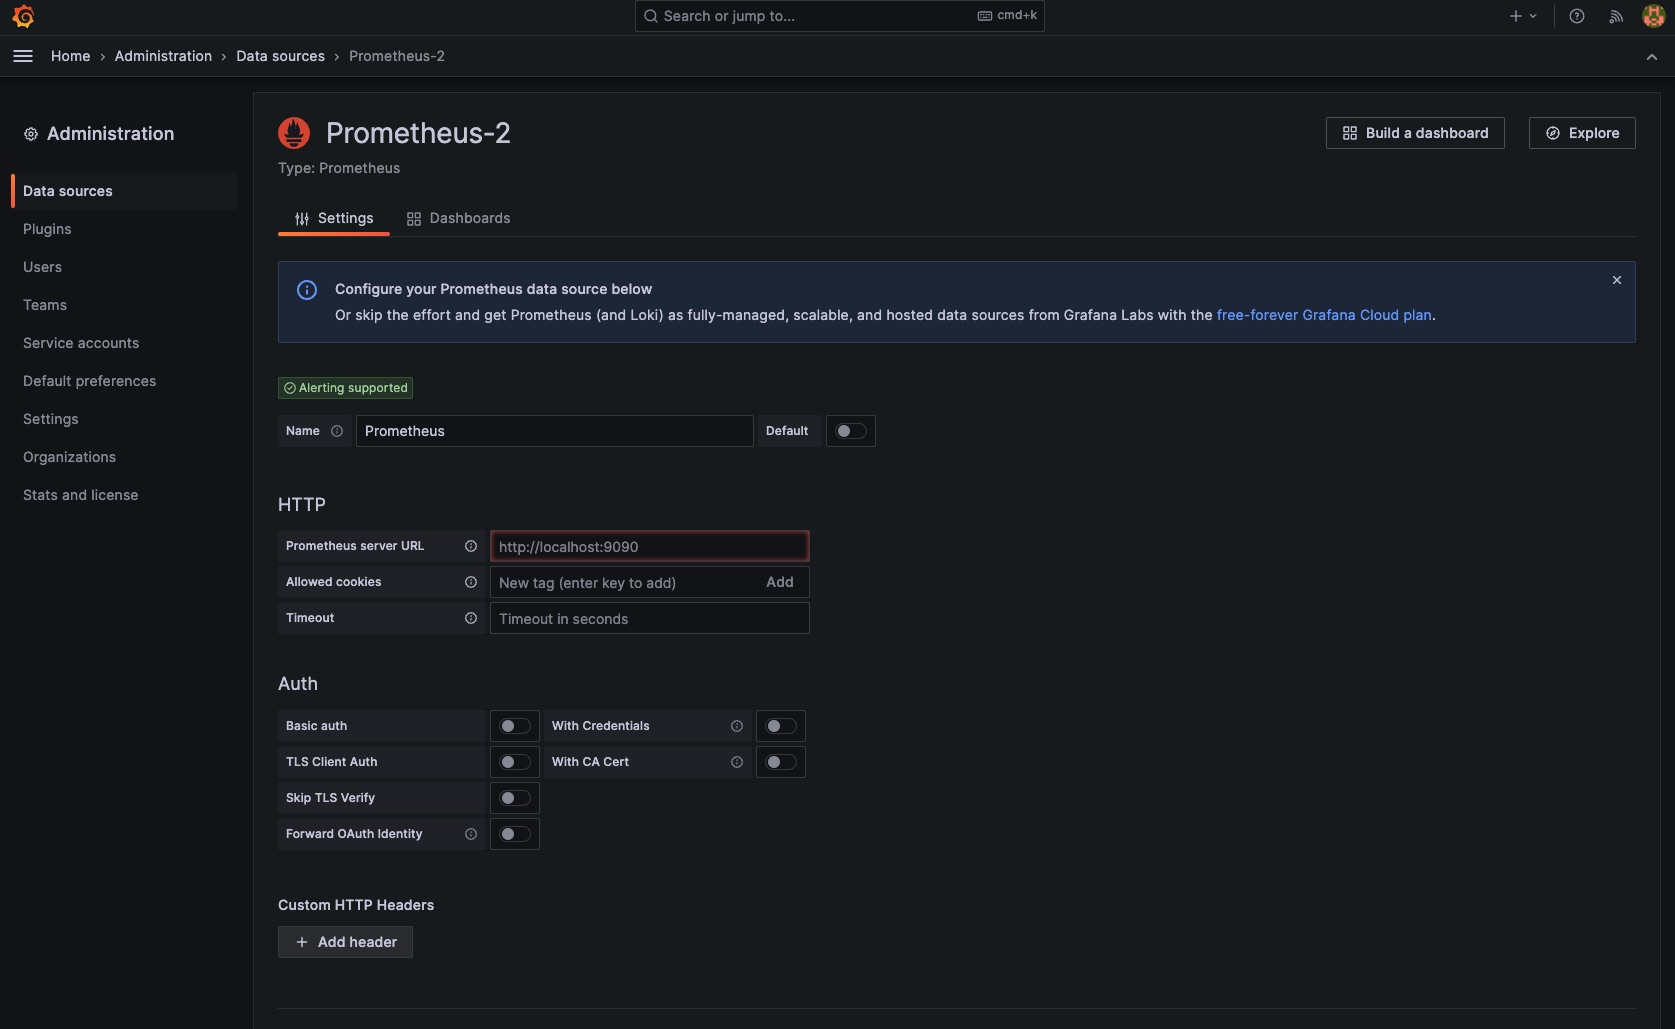 Search or jump to...
cmd+k
Home › Administration › Data sources › Prometheus-2
Administration
Data sources
Plugins
Users
Teams
Service accounts
Default preferences
Settings
Organizations
Stats and license
Prometheus-2
Type: Prometheus
Build a dashboard
Explore
Settings
Dashboards
Configure your Prometheus data source below
Or skip the effort and get Prometheus (and Loki) as fully-managed, scalable, and hosted data sources from Grafana Labs with the free-forever Grafana Cloud plan.
Alerting supported
Name Prometheus Default
HTTP
Prometheus server URL http://localhost:9090
Allowed cookies New tag (enter key to add) Add
Timeout Timeout in seconds
Auth
Basic auth With Credentials
TLS Client Auth With CA Cert
Skip TLS Verify
Forward OAuth Identity
Custom HTTP Headers
+ Add header